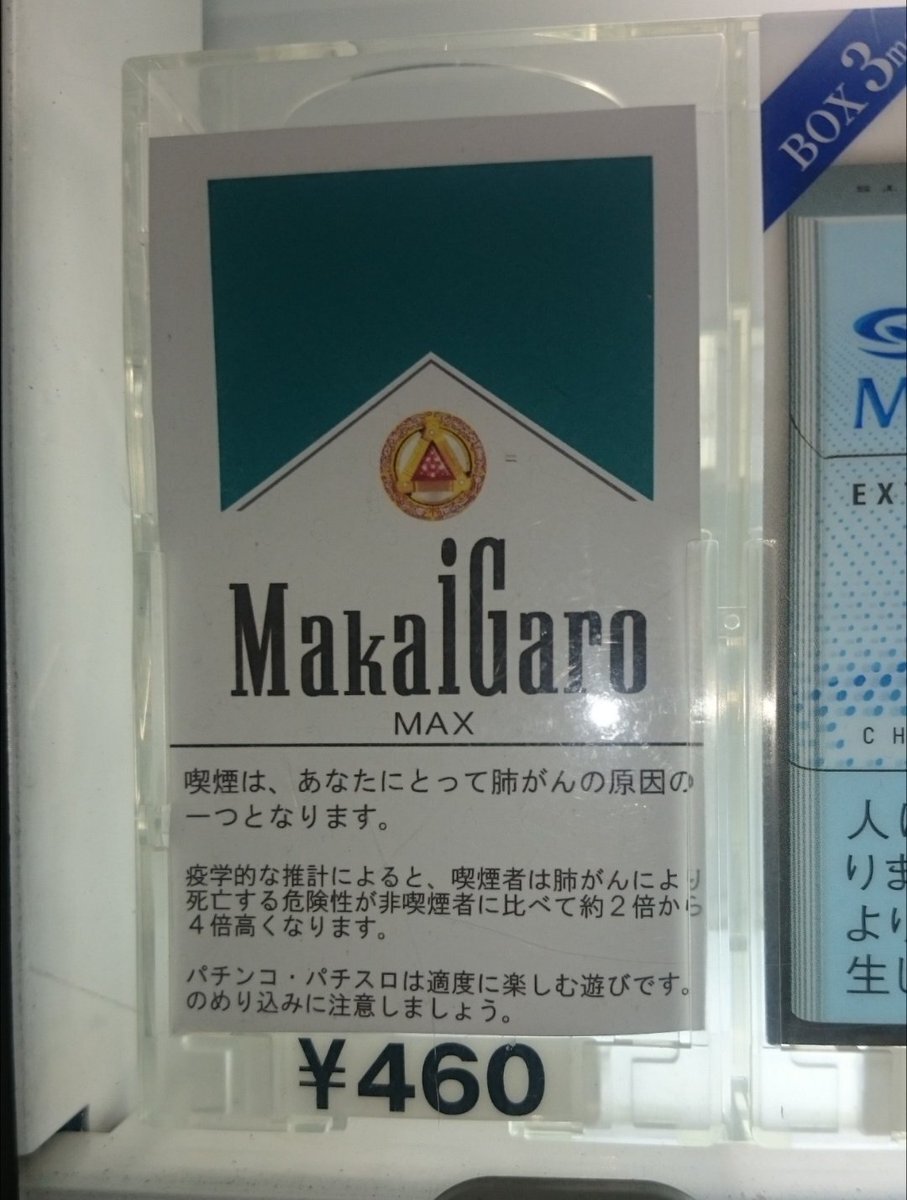 BOX 3m
MakaiGaro
MAX
喫煙は、あなたにとって肺がんの原因の
一つとなります。
疫学的な推計によると、喫煙者は肺がんにより
死亡する危険性が非喫煙者に比べて約２倍から
４倍高くなります。
パチンコ・パチスロは適度に楽しむ遊びです。
のめり込みに注意しましょう。
¥460
M
EX
CH
人に
りま
より
生し